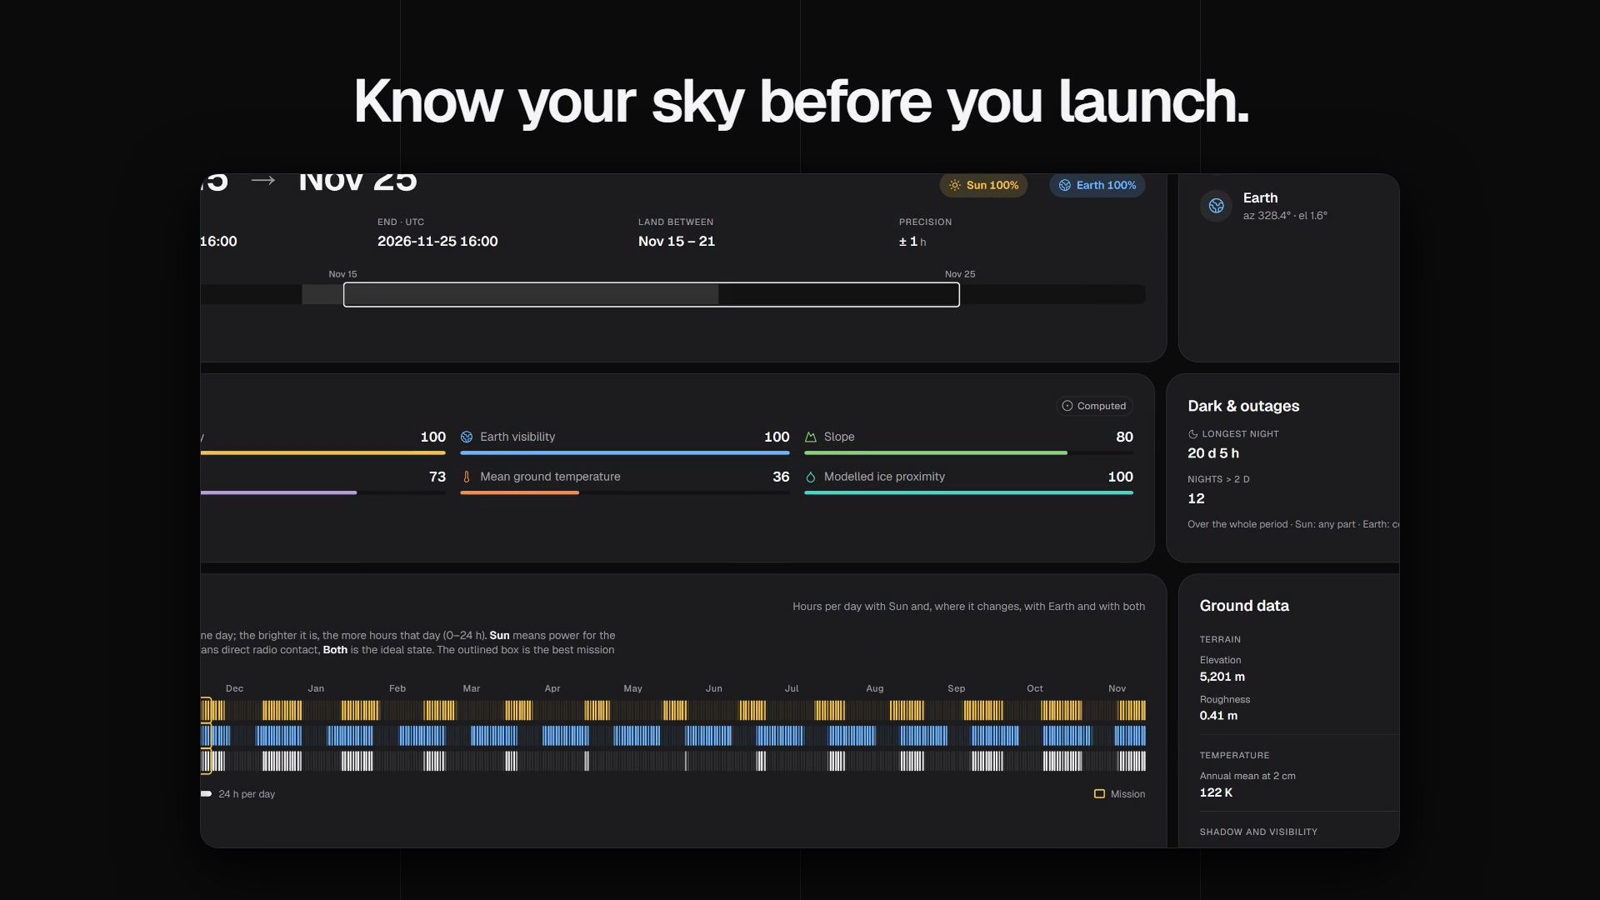 Know your sky before you launch.
15 → Nov 25
Sun 100%
Earth 100%
16:00
END · UTC
2026-11-25 16:00
LAND BETWEEN
Nov 15 – 21
PRECISION
± 1 h
Nov 15
Nov 25
Earth
az 328.4° · el 1.6°
Computed
100
Earth visibility
100
Slope
80
73
Mean ground temperature
36
Modelled ice proximity
100
Dark & outages
LONGEST NIGHT
20 d 5 h
NIGHTS > 2 D
12
Over the whole period · Sun: any part · Earth:
Hours per day with Sun and, where it changes, with Earth and with both
ne day; the brighter it is, the more hours that day (0–24 h). Sun means power for the
ans direct radio contact, Both is the ideal state. The outlined box is the best mission
Dec Jan Feb Mar Apr May Jun Jul Aug Sep Oct Nov
24 h per day
Mission
Ground data
TERRAIN
Elevation
5,201 m
Roughness
0.41 m
TEMPERATURE
Annual mean at 2 cm
122 K
SHADOW AND VISIBILITY